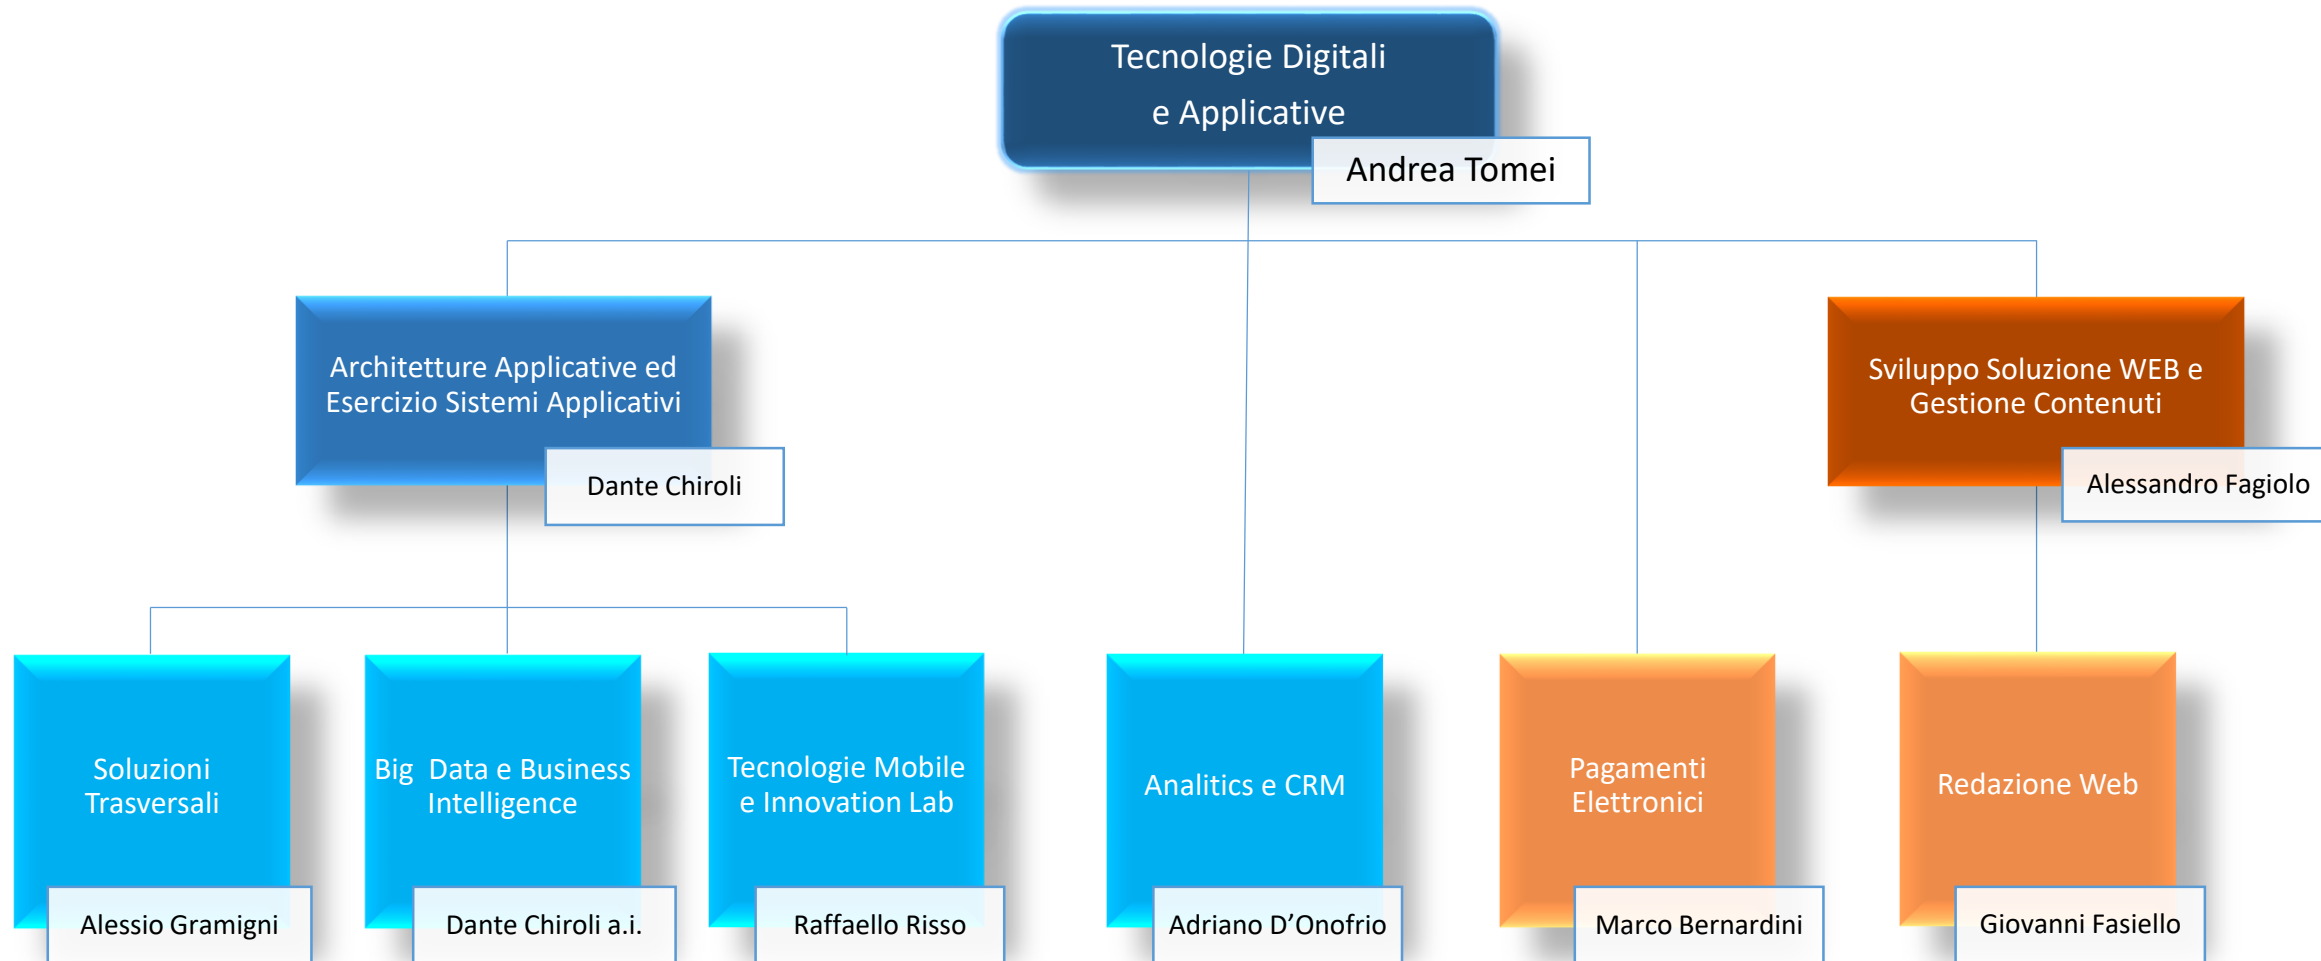 Tecnologie Digitali
e Applicative
Andrea Tomei
Architetture Applicative ed
Esercizio Sistemi Applicativi
Dante Chiroli
Sviluppo Soluzione WEB e
Gestione Contenuti
Alessandro Fagiolo
Soluzioni
Trasversali
Alessio Gramigni
Big  Data e Business
Intelligence
Dante Chiroli a.i.
Tecnologie Mobile
e Innovation Lab
Raffaello Risso
Analitics e CRM
Adriano D’Onofrio
Pagamenti
Elettronici
Marco Bernardini
Redazione Web
Giovanni Fasiello